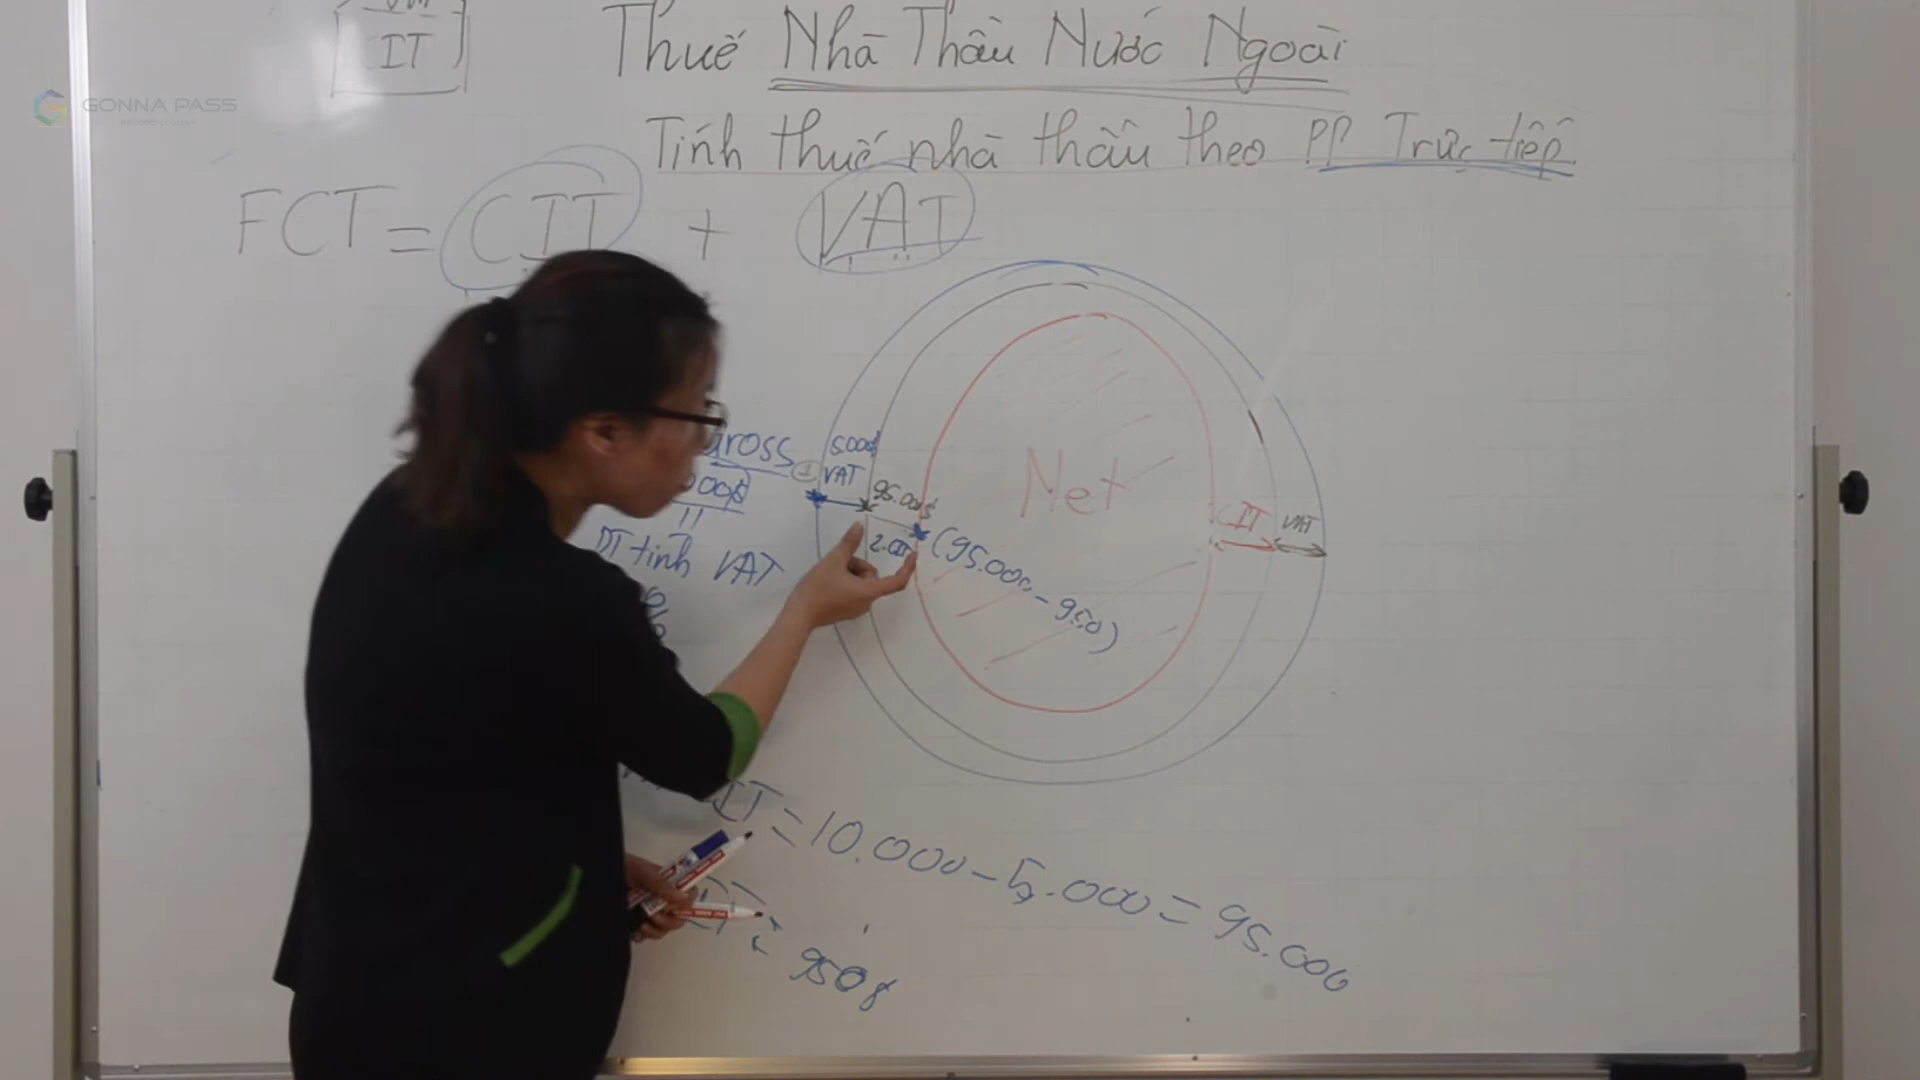 IT
Thuế Nhà Thầu Nước Ngoài
GONNA PASS
Tính thuế nhà thầu theo PP Trực tiếp
FCT = CIT + VAT
Gross
5.000$
VAT
1
95.000$
Net
CIT
VAT
DT tính VAT
2.000
(95.000 - 950)
= 10.000 - 5.000 = 95.000
950$